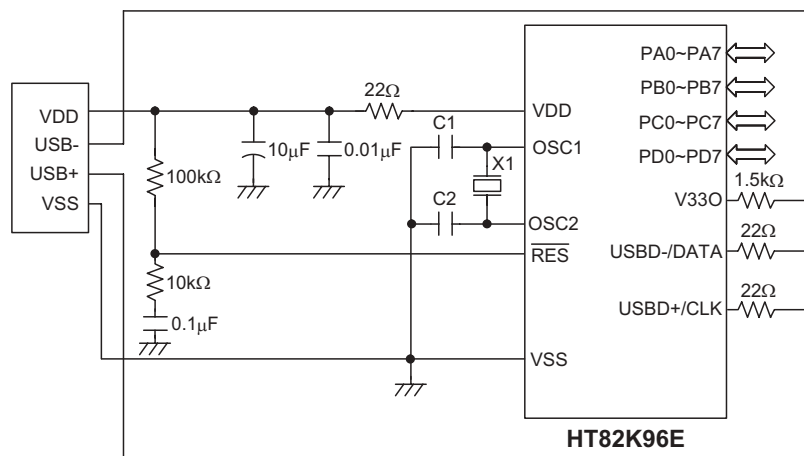 VDD
USB-
USB+
VSS
22Ω
100kΩ
10μF
0.01μF
10kΩ
0.1μF
C1
X1
C2
VDD
OSC1
OSC2
RES
VSS
PA0~PA7
PB0~PB7
PC0~PC7
PD0~PD7
V33O
1.5kΩ
USBD-/DATA
22Ω
USBD+/CLK
22Ω
HT82K96E